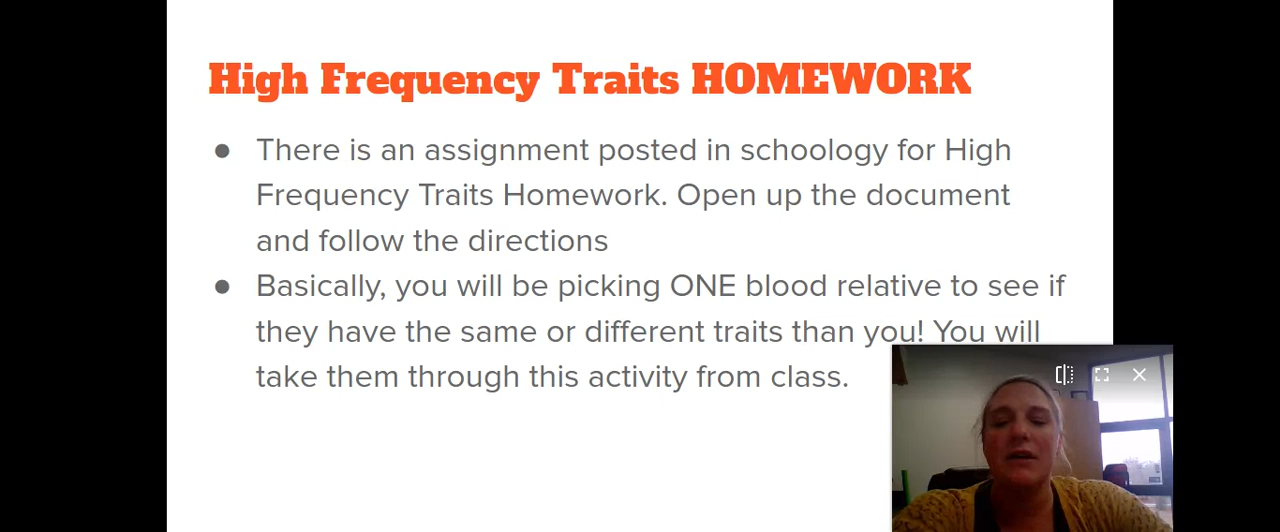 High Frequency Traits HOMEWORK
● There is an assignment posted in schoology for High
Frequency Traits Homework. Open up the document
and follow the directions
● Basically, you will be picking ONE blood relative to see if
they have the same or different traits than you! You will
take them through this activity from class.